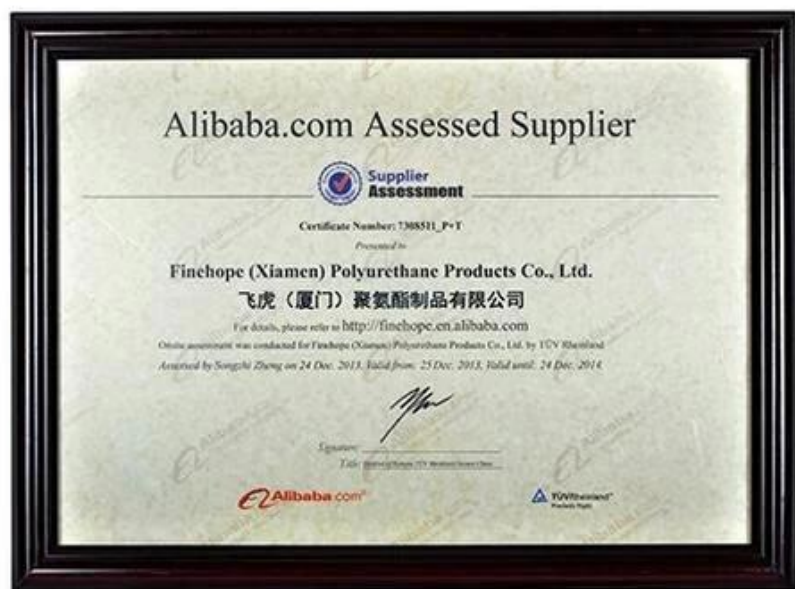 Alibaba.com Assessed Supplier
Supplier
Assessment
Certificate Number: 7308511_P+T
Presented to
Finehope (Xiamen) Polyurethane Products Co., Ltd.
飞虎（厦门）聚氨酯制品有限公司
For details, please refer to http://finehope.en.alibaba.com
Onsite assessment was conducted for Finehope (Xiamen) Polyurethane Products Co., Ltd. by TÜV Rheinland
Assessed by Songzhi Zheng on 24 Dec. 2013, Valid from: 25 Dec. 2013, Valid until: 24 Dec. 2014
Signature:
Title:
Alibaba.com®
TÜVRheinland®
Precisely Right.